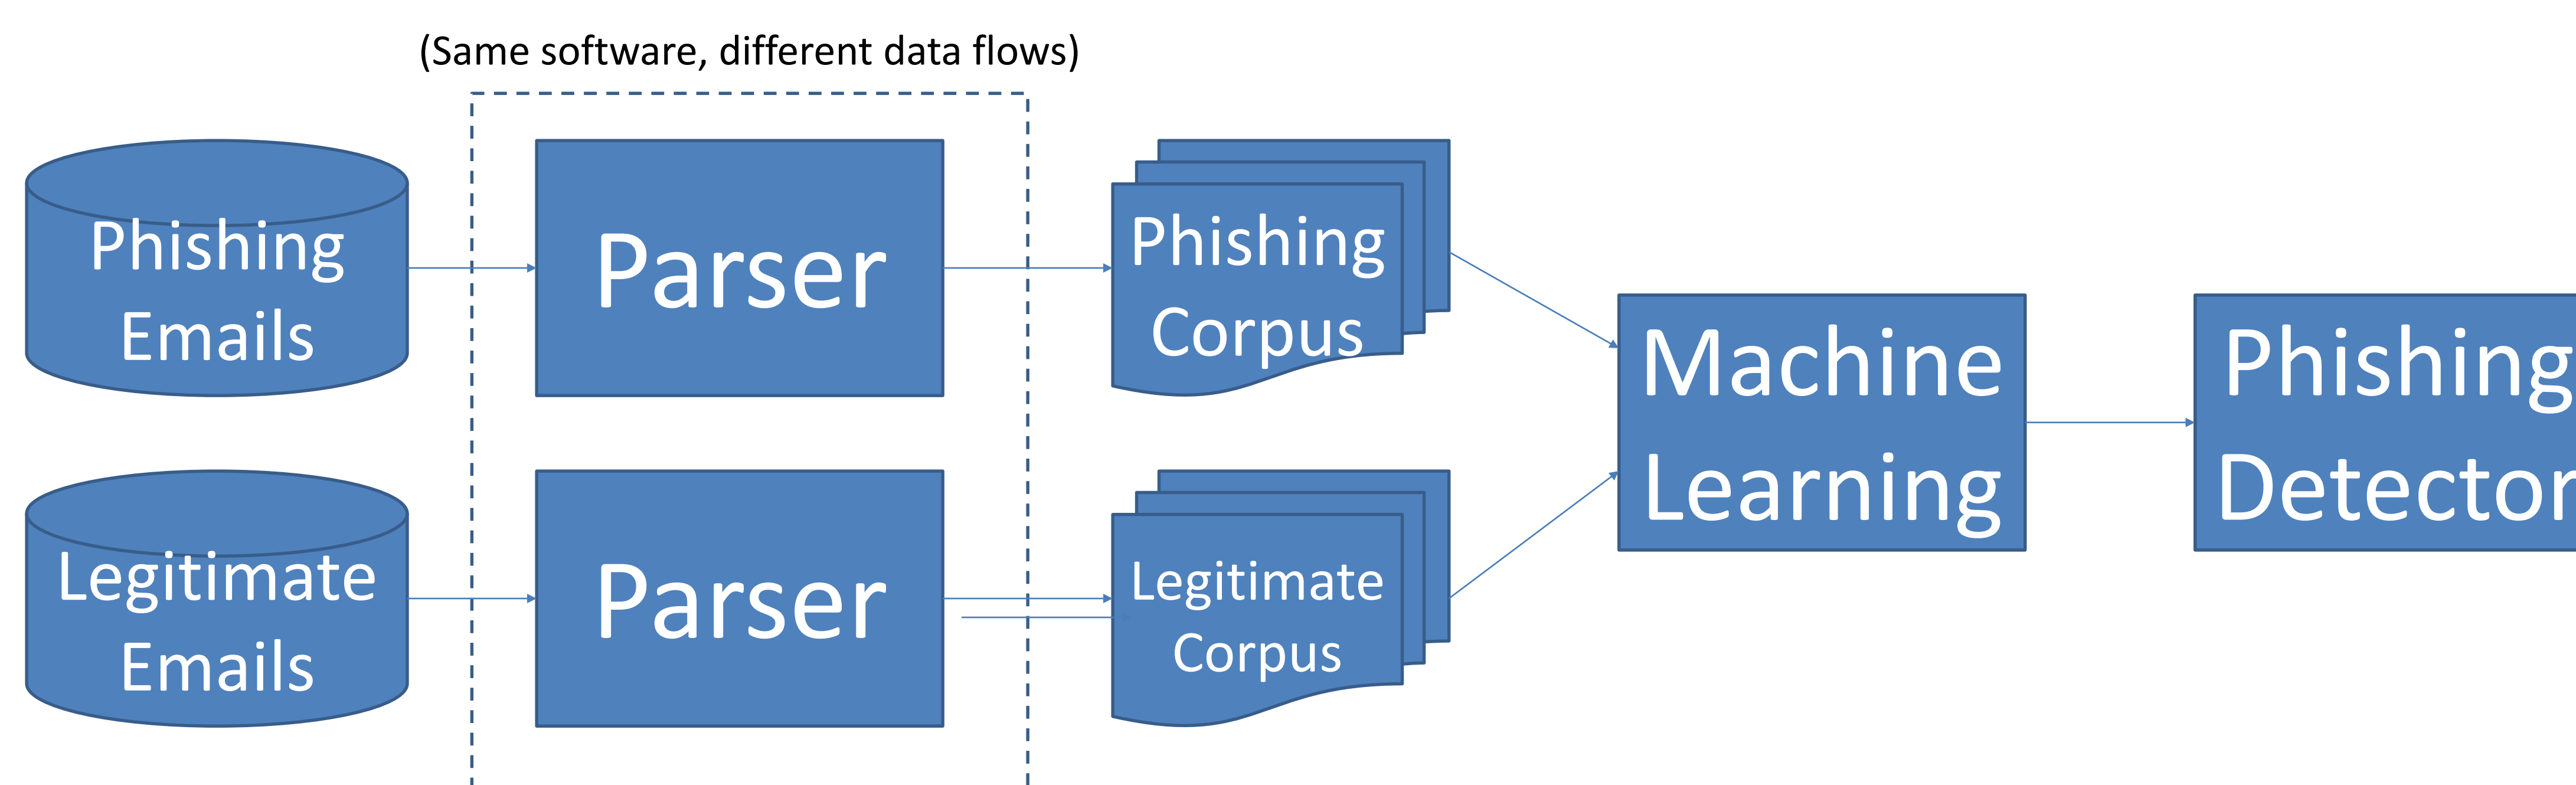 (Same software, different data flows)
Phishing
Emails
Parser
Phishing
Corpus
Machine
Learning
Phishing
Detector
Legitimate
Emails
Parser
Legitimate
Corpus